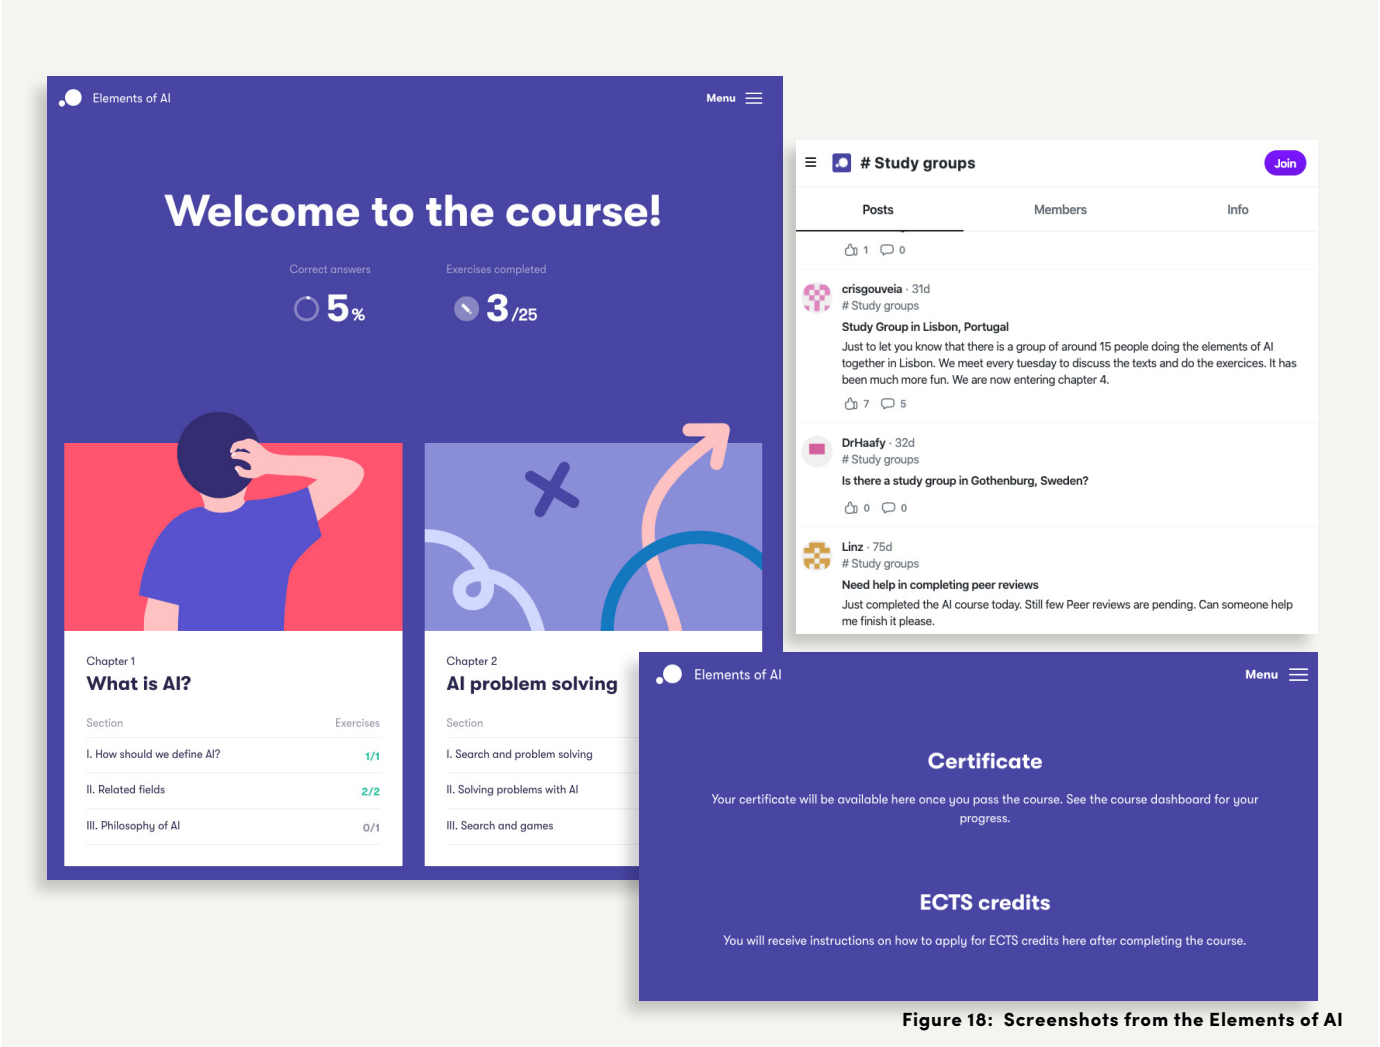 Elements of AI
Menu
Welcome to the course!
Correct answers
Exercises completed
5%
3/25
Chapter 1
What is AI?
Section Exercises
I. How should we define AI? 1/1
II. Related fields 2/2
III. Philosophy of AI 0/1
Chapter 2
AI problem solving
Section
I. Search and problem solving
II. Solving problems with AI
III. Search and games
# Study groups
Join
Posts Members Info
1 0
crisgouveia · 31d
# Study groups
Study Group in Lisbon, Portugal
Just to let you know that there is a group of around 15 people doing the elements of AI
together in Lisbon. We meet every tuesday to discuss the texts and do the exercices. It has
been much more fun. We are now entering chapter 4.
7 5
DrHaafy · 32d
# Study groups
Is there a study group in Gothenburg, Sweden?
0 0
Linz · 75d
# Study groups
Need help in completing peer reviews
Just completed the AI course today. Still few Peer reviews are pending. Can someone help
me finish it please.
Elements of AI
Menu
Certificate
Your certificate will be available here once you pass the course. See the course dashboard for your
progress.
ECTS credits
You will receive instructions on how to apply for ECTS credits here after completing the course.
Figure 18: Screenshots from the Elements of AI